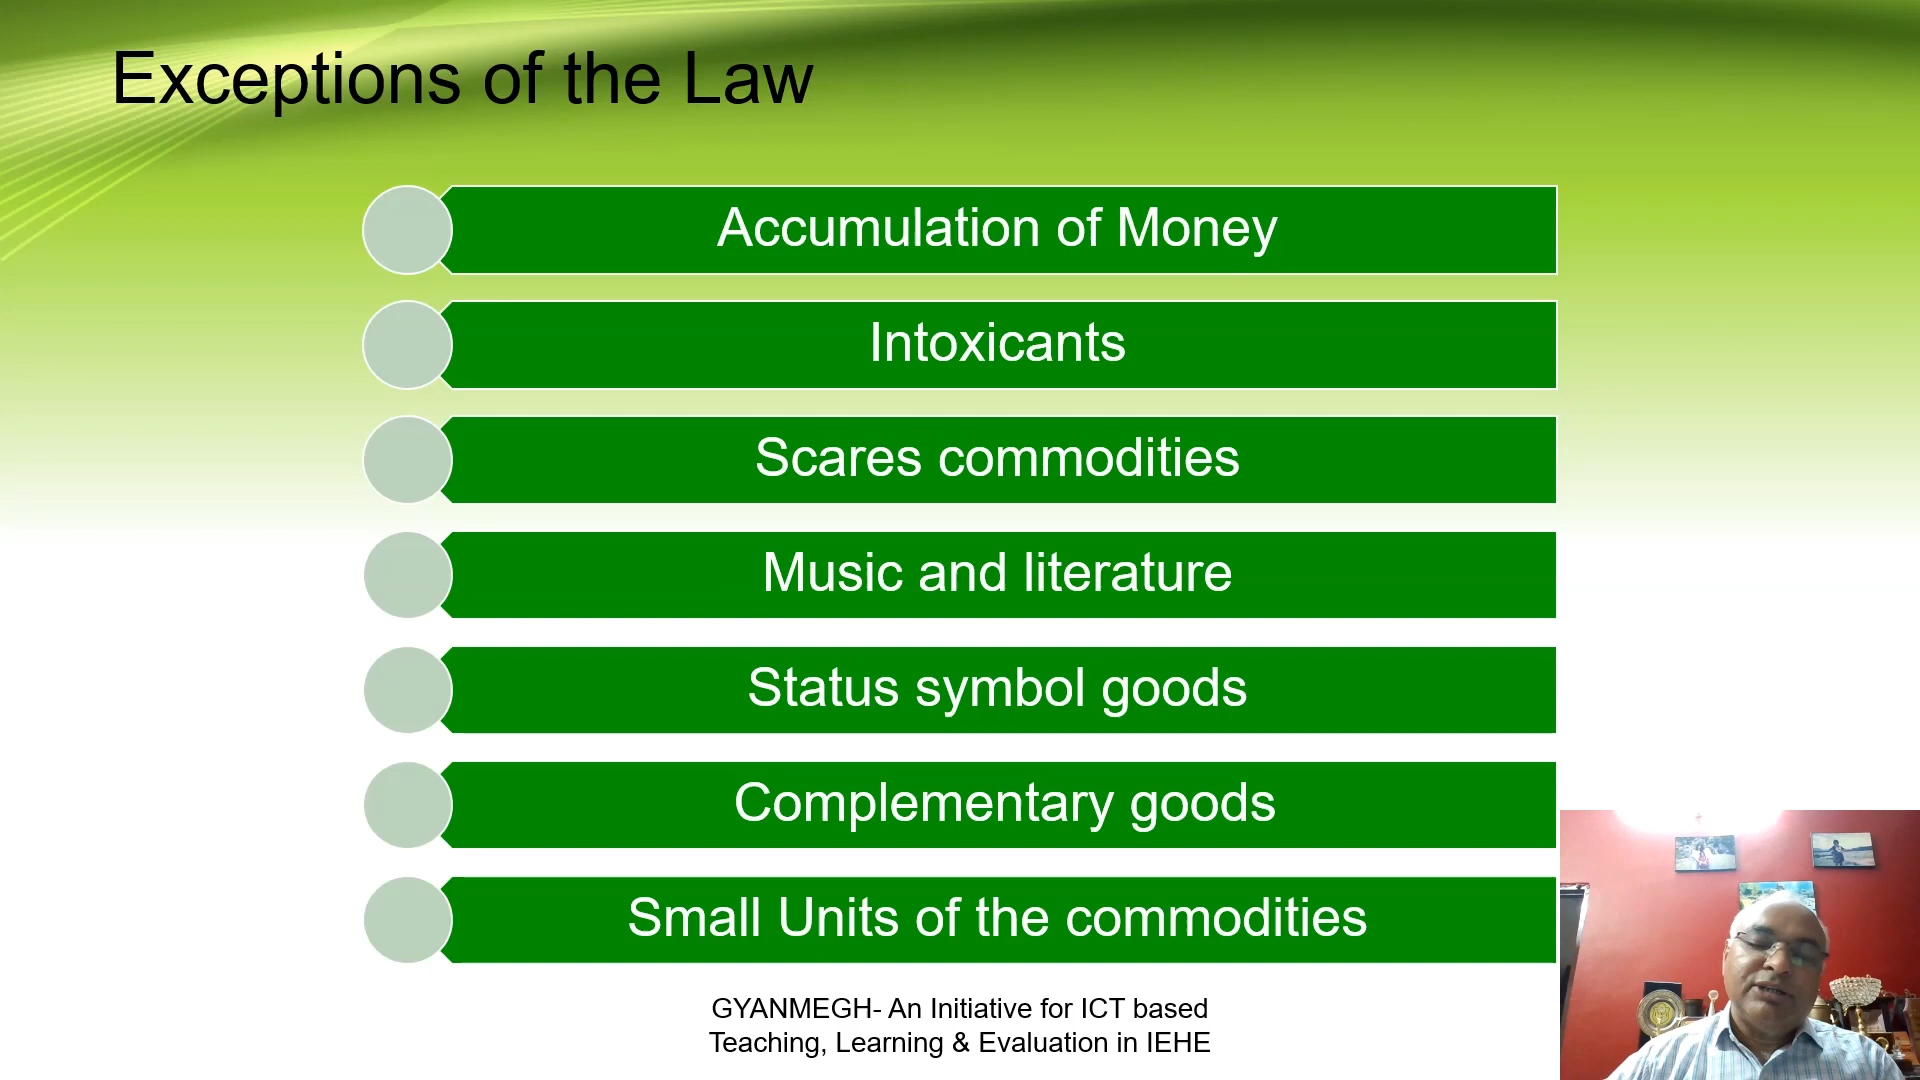 Exceptions of the Law
Accumulation of Money
Intoxicants
Scares commodities
Music and literature
Status symbol goods
Complementary goods
Small Units of the commodities
GYANMEGH- An Initiative for ICT based
Teaching, Learning & Evaluation in IEHE